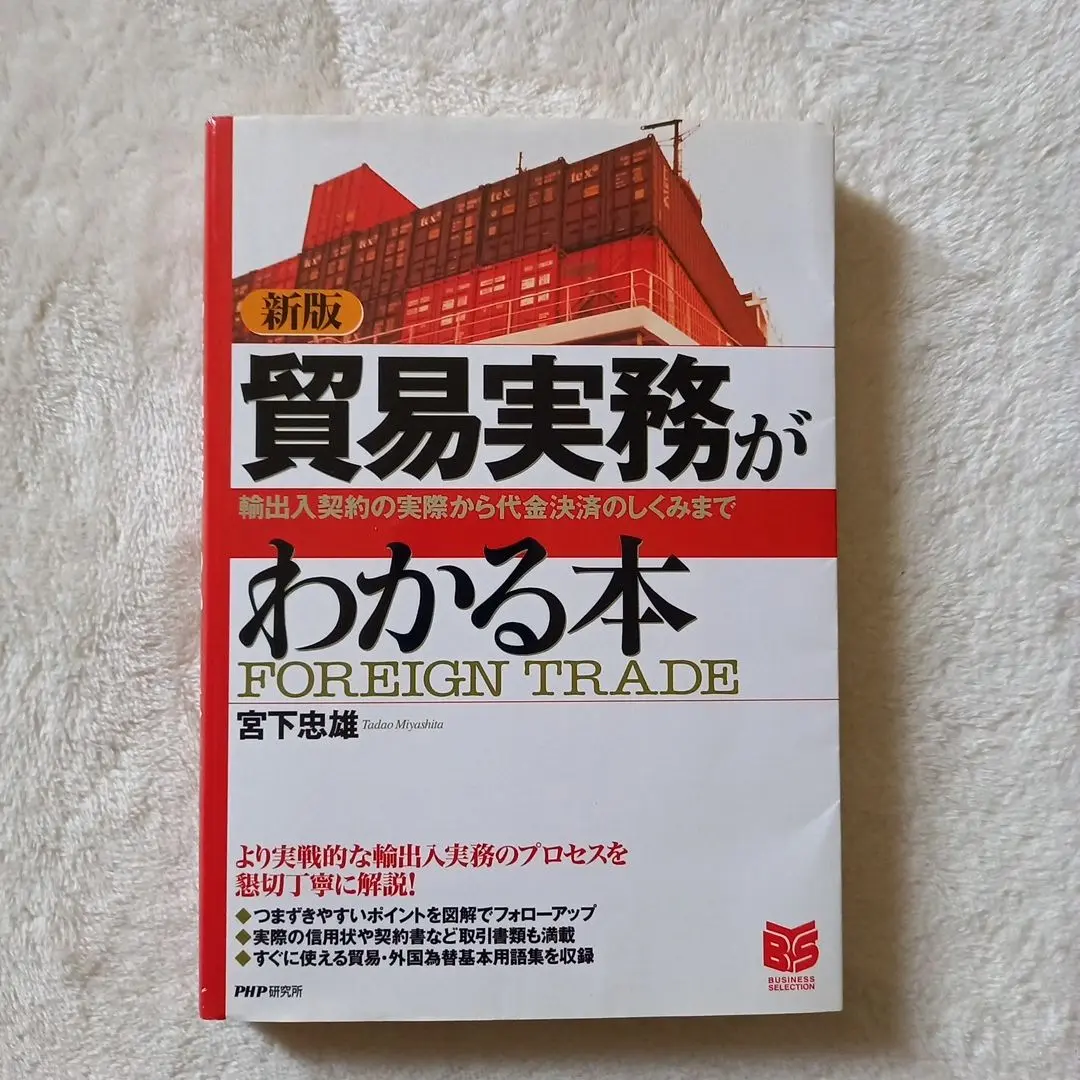 新版
貿易実務が
輸出入契約の実際から代金決済のしくみまで
わかる本
FOREIGN TRADE
宮下忠雄 Tadao Miyashita
より実戦的な輸出入実務のプロセスを
懇切丁寧に解説!
◆つまずきやすいポイントを図解でフォローアップ
◆実際の信用状や契約書など取引書類も満載
◆すぐに使える貿易・外国為替基本用語集を収録
PHP研究所
BS
BUSINESS
SELECTION
tex
tex